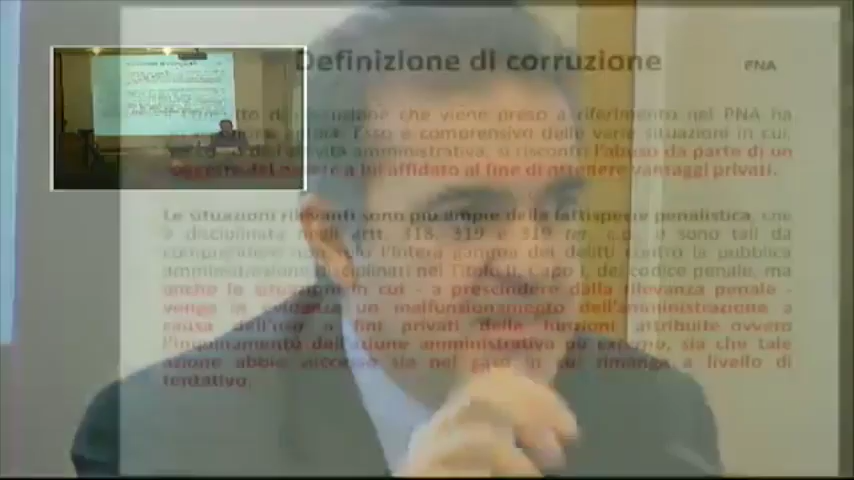 Definizione di corruzione
PNA
che viene preso a riferimento nel PNA ha
Esso è comprensivo delle varie situazioni in cui,
attività amministrativa, si riscontri l'abuso da parte di un
soggetto del potere a lui affidato al fine di ottenere vantaggi privati.
Le situazioni rilevanti sono più ampie della fattispecie penalistica, che
è disciplinata negli artt. 318, 319 e 319 ter, c.p. e sono tali da
comprendere non solo l'intera gamma dei delitti contro la pubblica
amministrazione disciplinati nel Titolo II, Capo I, del codice penale, ma
anche le situazioni in cui - a prescindere dalla rilevanza penale -
venga in evidenza un malfunzionamento dell'amministrazione a
causa dell'uso a fini privati delle funzioni attribuite ovvero
l'inquinamento dell'azione amministrativa ab externo, sia che tale
azione abbia successo sia nel caso in cui rimanga a livello di
tentativo.